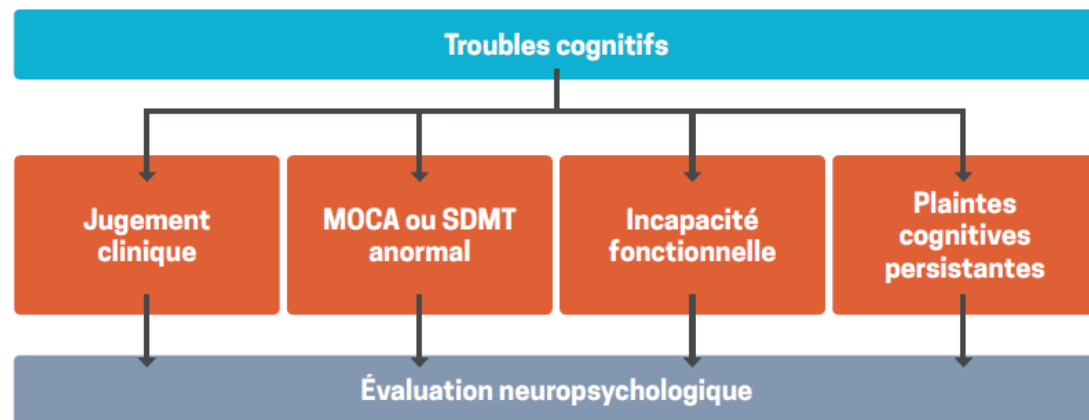 Troubles cognitifs
Jugement
clinique
MOCA ou SDMT
anormal
Incapacité
fonctionnelle
Plaintes
cognitives
persistantes
Évaluation neuropsychologique